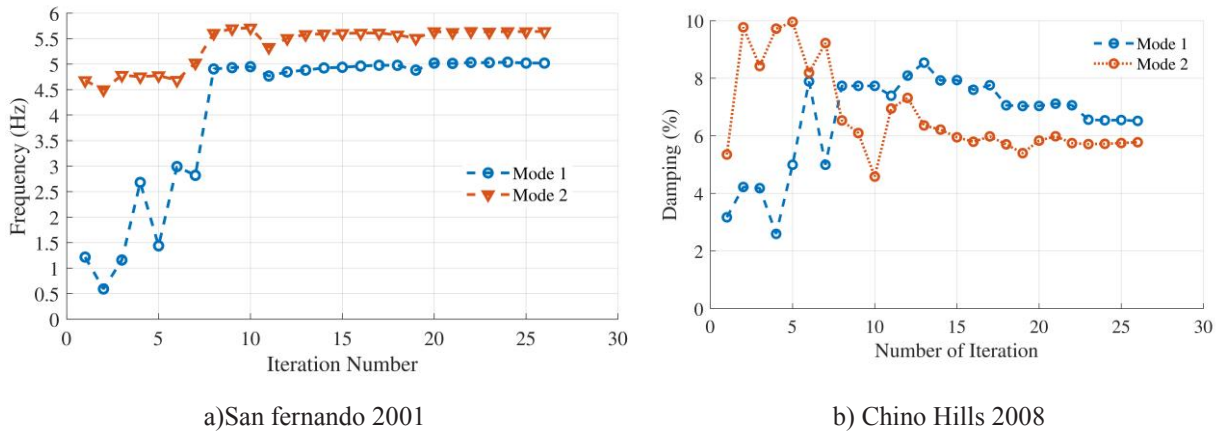 6
5.5
5
4.5
4
3.5
3
2.5
2
1.5
1
0.5
0
Frequency (Hz)
Mode 1
Mode 2
0 5 10 15 20 25 30
Iteration Number
a)San fernando 2001
10
8
6
4
2
0
Damping (%)
Mode 1
Mode 2
0 5 10 15 20 25 30
Number of Iteration
b) Chino Hills 2008